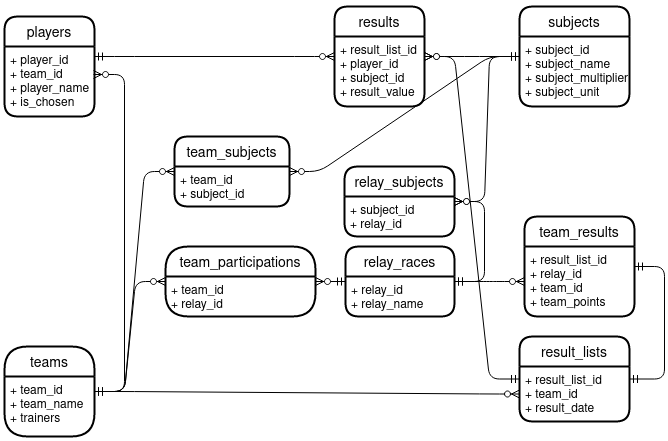 players
+ player_id
+ team_id
+ player_name
+ is_chosen
results
+ result_list_id
+ player_id
+ subject_id
+ result_value
subjects
+ subject_id
+ subject_name
+ subject_multiplier
+ subject_unit
team_subjects
+ team_id
+ subject_id
relay_subjects
+ subject_id
+ relay_id
team_participations
+ team_id
+ relay_id
relay_races
+ relay_id
+ relay_name
team_results
+ result_list_id
+ relay_id
+ team_id
+ team_points
teams
+ team_id
+ team_name
+ trainers
result_lists
+ result_list_id
+ team_id
+ result_date